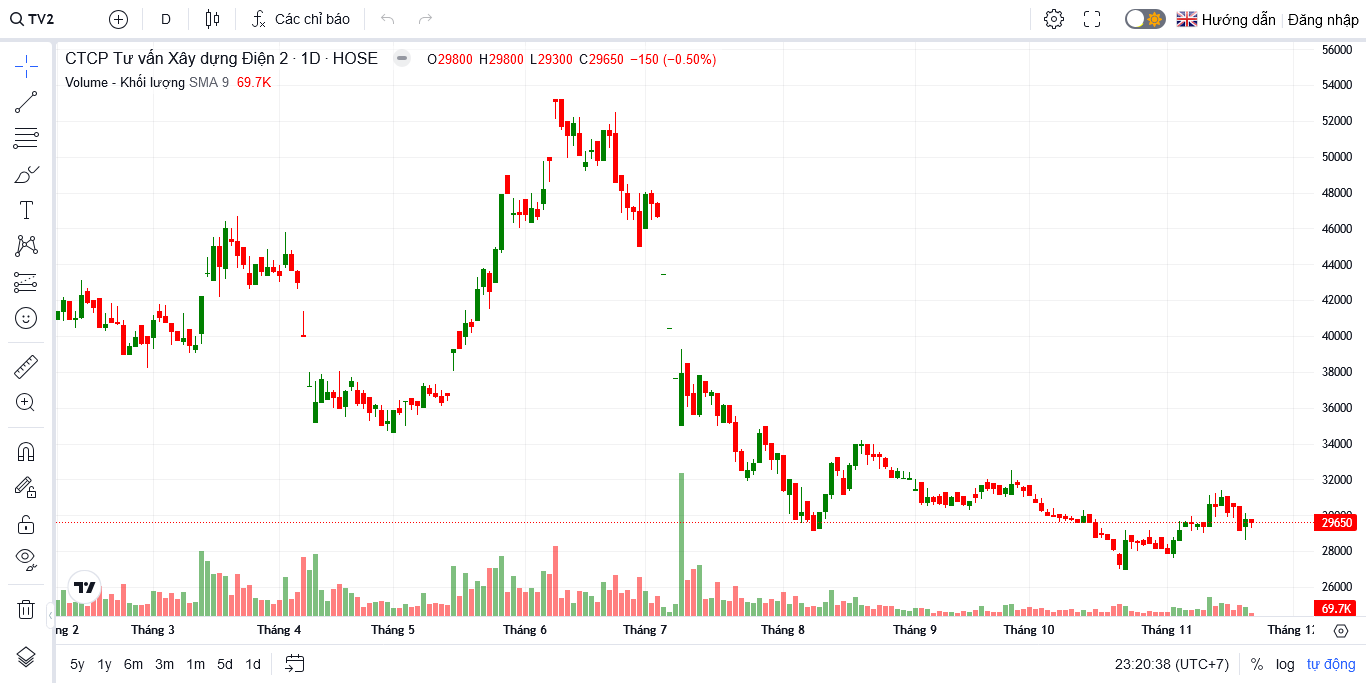 TV2 D Các chỉ báo Hướng dẫn Đăng nhập
CTCP Tư vấn Xây dựng Điện 2 · 1D · HOSE O29800 H29800 L29300 C29650 −150 (−0.50%)
Volume - Khối lượng SMA 9 69.7K
56000
54000
52000
50000
48000
46000
44000
42000
40000
38000
36000
34000
32000
29650
28000
26000
69.7K
ng 2 Tháng 3 Tháng 4 Tháng 5 Tháng 6 Tháng 7 Tháng 8 Tháng 9 Tháng 10 Tháng 11 Tháng 12
5y 1y 6m 3m 1m 5d 1d 23:20:38 (UTC+7) % log tự động